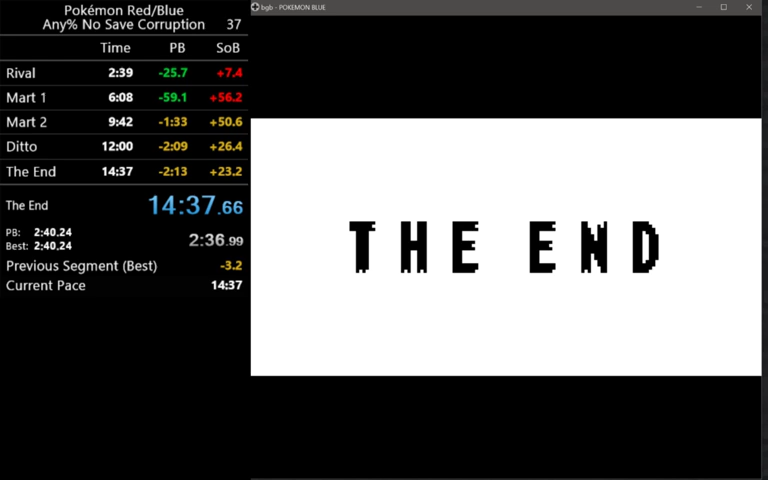 Pokémon Red/Blue
Any% No Save Corruption 37
Time PB SoB
Rival 2:39 -25.7 +7.4
Mart 1 6:08 -59.1 +56.2
Mart 2 9:42 -1:33 +50.6
Ditto 12:00 -2:09 +26.4
The End 14:37 -2:13 +23.2
The End 14:37.66
PB: 2:40.24
Best: 2:40.24
2:36.99
Previous Segment (Best) -3.2
Current Pace 14:37
bgb - POKEMON BLUE
THE END